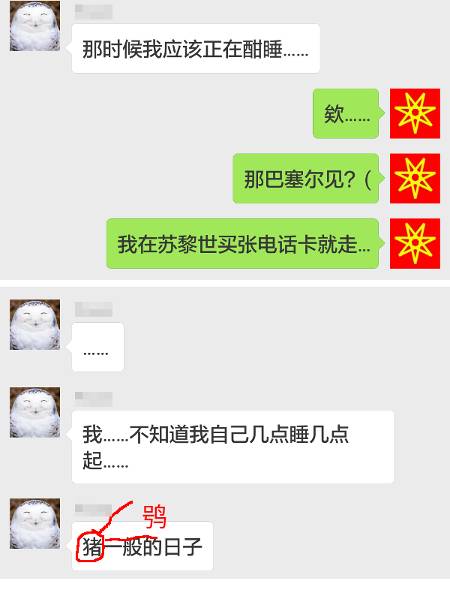 那时候我应该正在酣睡……
欸……
那巴塞尔见？(
我在苏黎世买张电话卡就走...
……
我……不知道我自己几点睡几点
起……
鸮
猪一般的日子